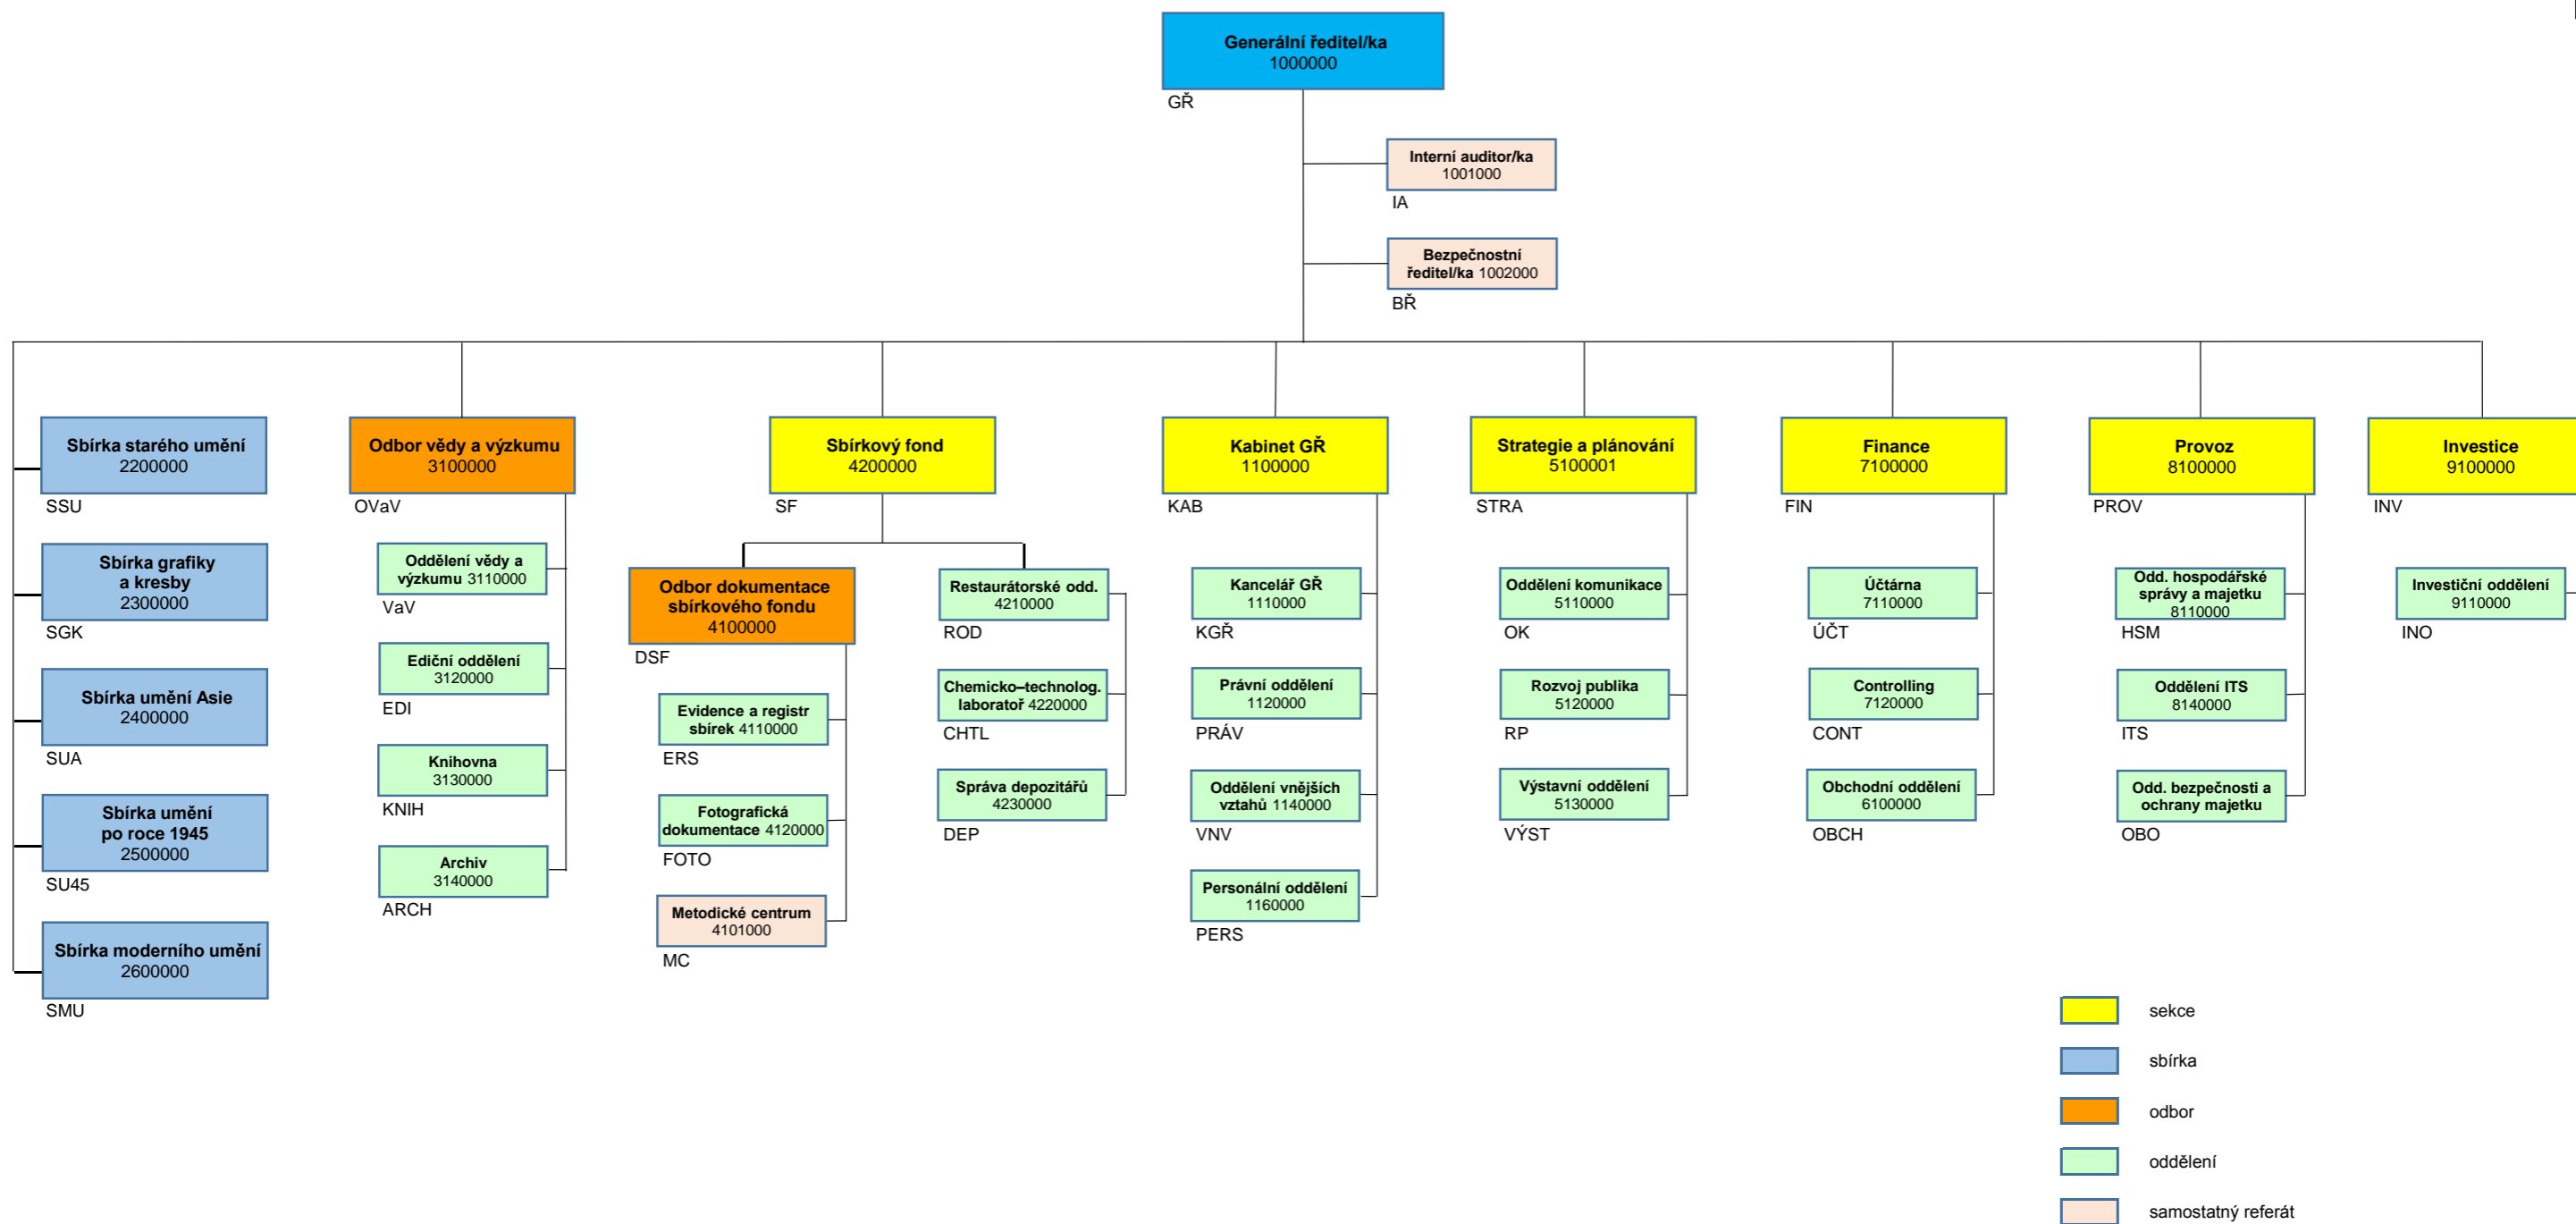 Generální ředitel/ka
1000000
GŘ
Interní auditor/ka
1001000
IA
Bezpečnostní
ředitel/ka 1002000
BŘ
Sbírka starého umění
2200000
SSU
Sbírka grafiky
a kresby
2300000
SGK
Sbírka umění Asie
2400000
SUA
Sbírka umění
po roce 1945
2500000
SU45
Sbírka moderního umění
2600000
SMU
Odbor vědy a výzkumu
3100000
OVaV
Oddělení vědy a
výzkumu 3110000
VaV
Ediční oddělení
3120000
EDI
Knihovna
3130000
KNIH
Archiv
3140000
ARCH
Sbírkový fond
4200000
SF
Odbor dokumentace
sbírkového fondu
4100000
DSF
Evidence a registr
sbírek 4110000
ERS
Fotografická
dokumentace 4120000
FOTO
Metodické centrum
4101000
MC
Restaurátorské odd.
4210000
ROD
Chemicko–technolog.
laboratoř 4220000
CHTL
Správa depozitářů
4230000
DEP
Kabinet GŘ
1100000
KAB
Kancelář GŘ
1110000
KGŘ
Právní oddělení
1120000
PRÁV
Oddělení vnějších
vztahů 1140000
VNV
Personální oddělení
1160000
PERS
Strategie a plánování
5100001
STRA
Oddělení komunikace
5110000
OK
Rozvoj publika
5120000
RP
Výstavní oddělení
5130000
VÝST
Finance
7100000
FIN
Účtárna
7110000
ÚČT
Controlling
7120000
CONT
Obchodní oddělení
6100000
OBCH
Provoz
8100000
PROV
Odd. hospodářské
správy a majetku
8110000
HSM
Oddělení ITS
8140000
ITS
Odd. bezpečnosti a
ochrany majetku
OBO
Investice
9100000
INV
Investiční oddělení
9110000
INO
sekce
sbírka
odbor
oddělení
samostatný referát